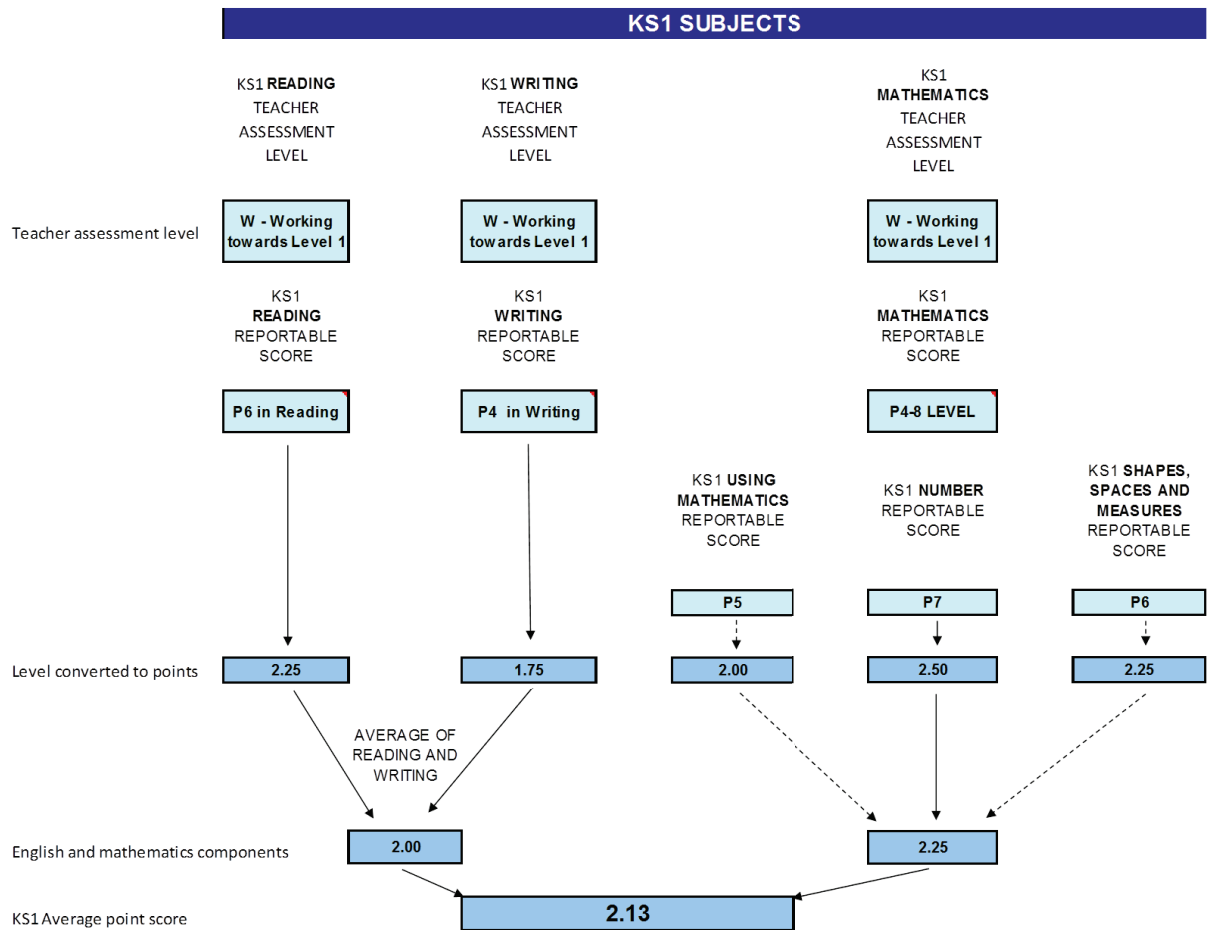 KS1 SUBJECTS
KS1 READING
TEACHER
ASSESSMENT
LEVEL
KS1 WRITING
TEACHER
ASSESSMENT
LEVEL
KS1
MATHEMATICS
TEACHER
ASSESSMENT
LEVEL
Teacher assessment level
W - Working
towards Level 1
W - Working
towards Level 1
W - Working
towards Level 1
KS1
READING
REPORTABLE
SCORE
KS1
WRITING
REPORTABLE
SCORE
KS1
MATHEMATICS
REPORTABLE
SCORE
P6 in Reading
P4 in Writing
P4-8 LEVEL
KS1 USING
MATHEMATICS
REPORTABLE
SCORE
KS1 NUMBER
REPORTABLE
SCORE
KS1 SHAPES,
SPACES AND
MEASURES
REPORTABLE
SCORE
P5
P7
P6
Level converted to points
2.25
1.75
2.00
2.50
2.25
AVERAGE OF
READING AND
WRITING
English and mathematics components
2.00
2.25
KS1 Average point score
2.13